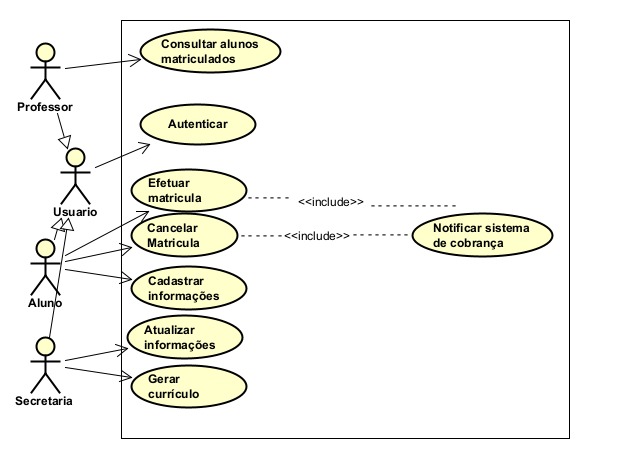 Consultar alunos
matriculados
Professor
Autenticar
Usuario
Efetuar
matricula
<<include>>
Cancelar
Matricula
<<include>>
Notificar sistema
de cobrança
Aluno
Cadastrar
informações
Atualizar
informações
Secretaria
Gerar
currículo